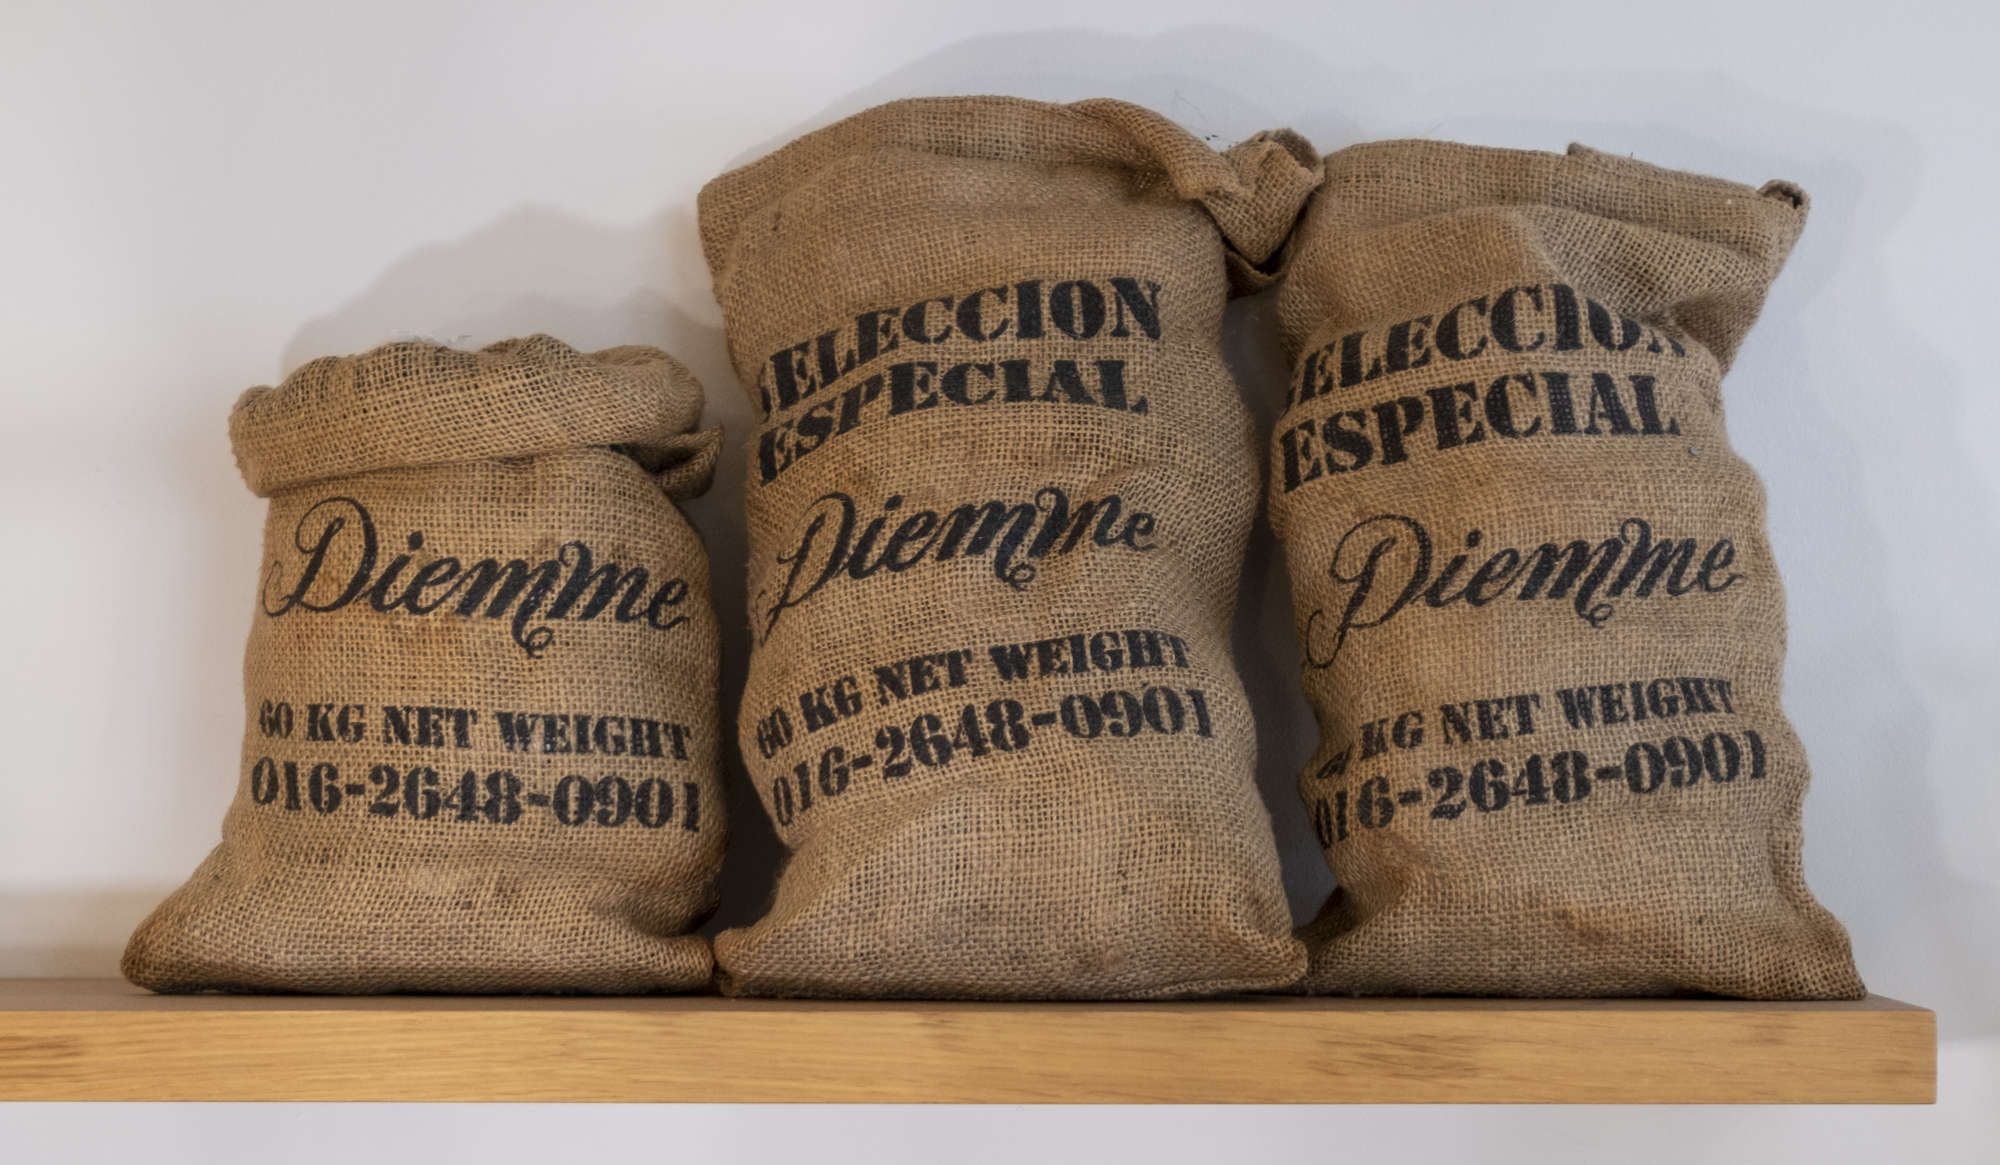 Diemme
60 KG NET WEIGHT
016-2648-0901
SELECCION
ESPECIAL
Diemme
60 KG NET WEIGHT
016-2648-0901
SELECCION
ESPECIAL
Diemme
KG NET WEIGHT
016-2648-0901